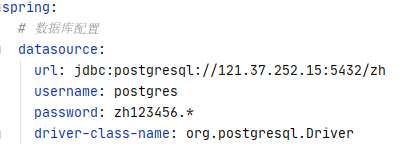 spring:
# 数据库配置
datasource:
url: jdbc:postgresql://121.37.252.15:5432/zh
username: postgres
password: zh123456.*
driver-class-name: org.postgresql.Driver